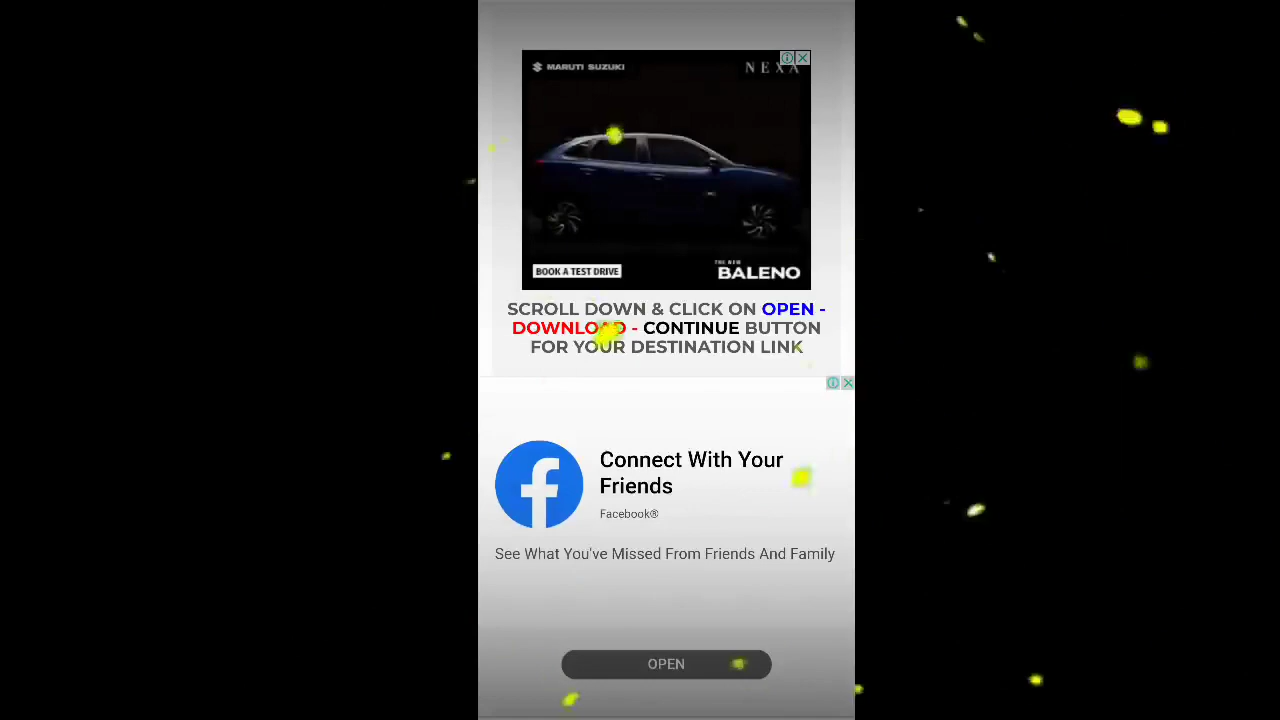 MARUTI SUZUKI
NEXA
BOOK A TEST DRIVE
THE NEW
BALENO
SCROLL DOWN & CLICK ON OPEN -
DOWNLOAD - CONTINUE BUTTON
FOR YOUR DESTINATION LINK
Connect With Your
Friends
Facebook®
See What You've Missed From Friends And Family
OPEN